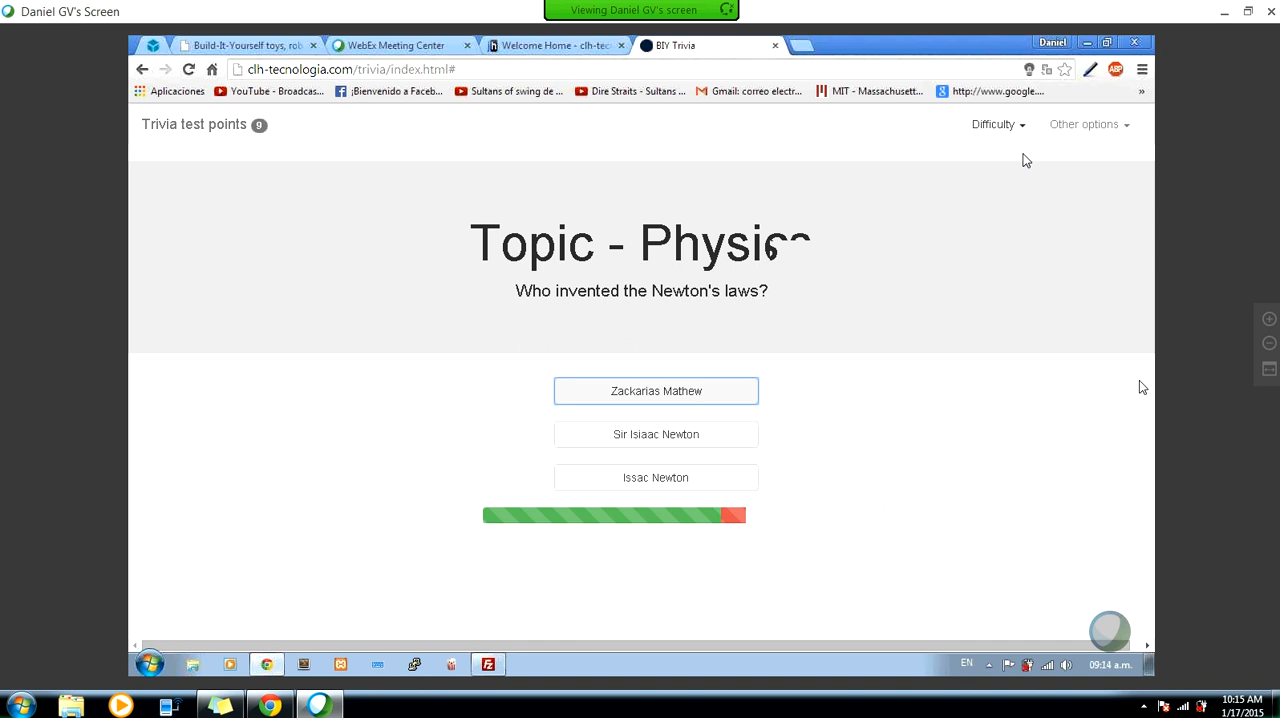 Daniel GV's Screen
Viewing Daniel GV's screen
Build-It-Yourself toys, rob
WebEx Meeting Center
Welcome Home - clh-tec
BIY Trivia
Daniel
clh-tecnologia.com/trivia/index.html#
ABP
Aplicaciones
YouTube - Broadcas...
¡Bienvenido a Faceb...
Sultans of swing de ...
Dire Straits - Sultans ...
Gmail: correo electr...
MIT - Massachusett...
http://www.google....
»
Trivia test points 9
Difficulty
Other options
Topic - Physics
Who invented the Newton's laws?
Zackarias Mathew
Sir Isiaac Newton
Issac Newton
EN
09:14 a.m.
10:15 AM
1/17/2015